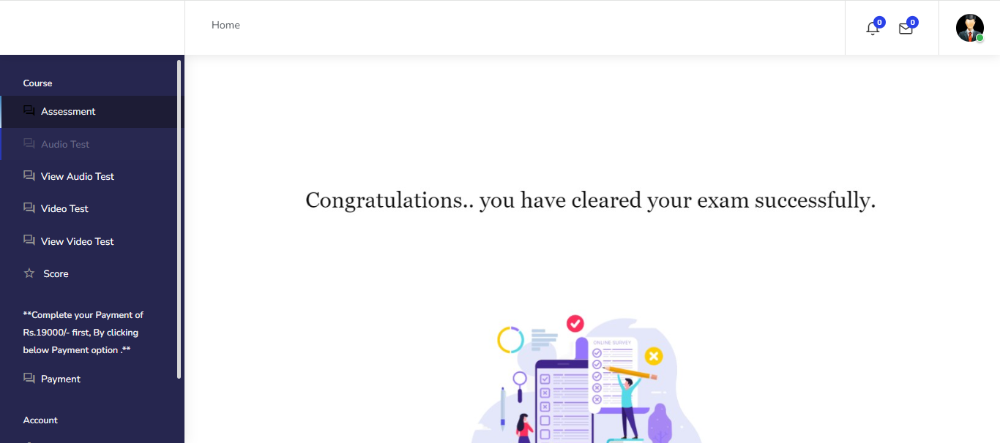 Home
0
0
Course
Assessment
Audio Test
View Audio Test
Video Test
View Video Test
Score
**Complete your Payment of
Rs.19000/- first, By clicking
below Payment option .**
Payment
Account
Congratulations.. you have cleared your exam successfully.
ONLINE SURVEY